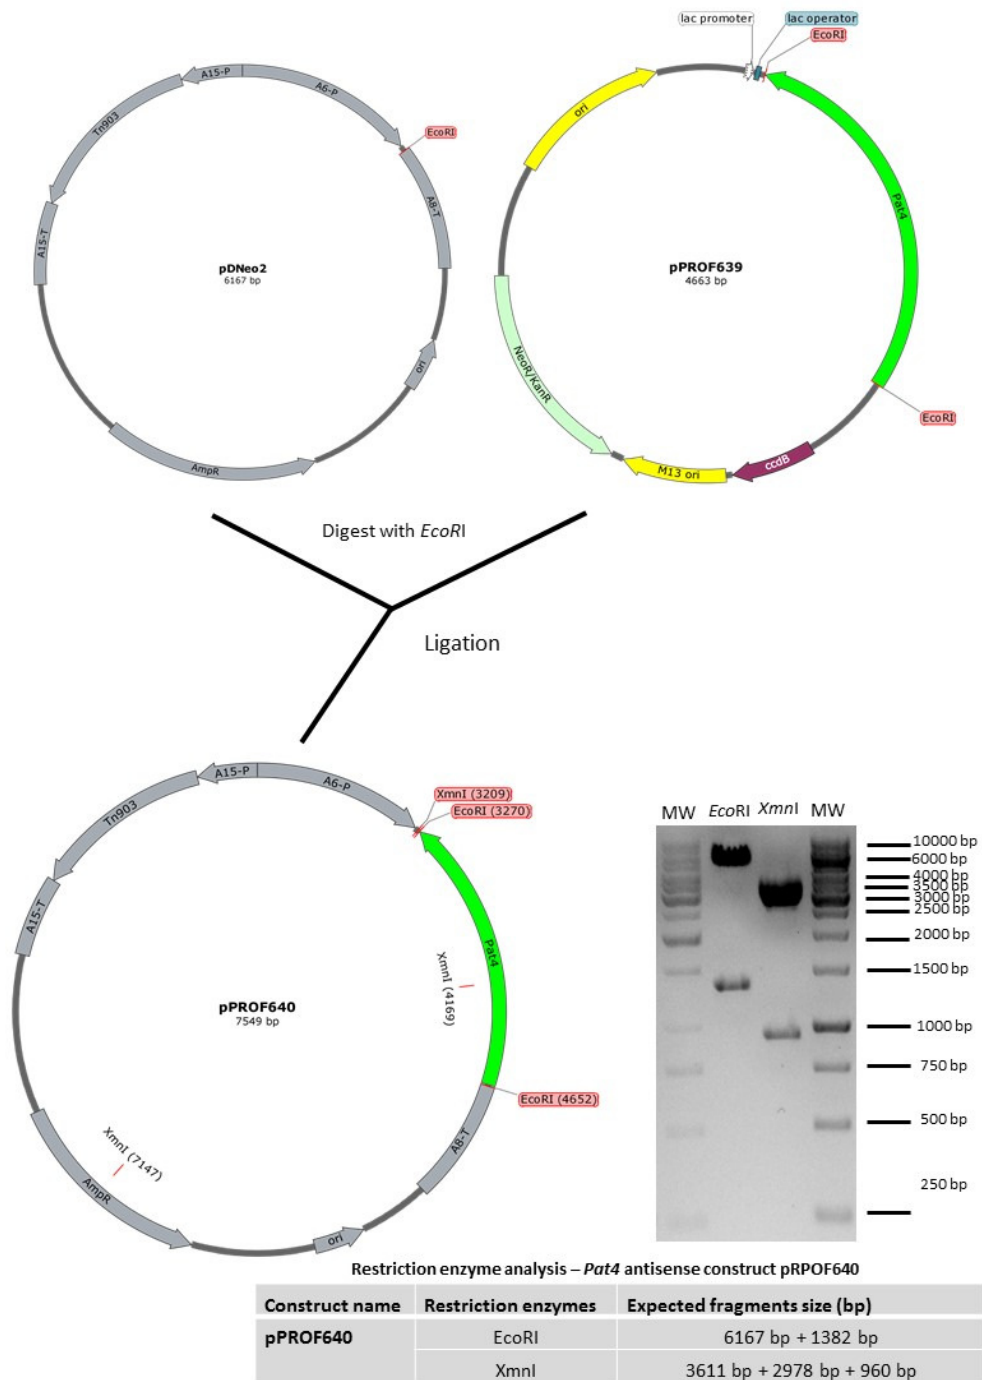 lac promoter
lac operator
EcoRI
A15-P
A6-P
Tn903
EcoRI
A8-T
A15-T
pDNeo2
6167 bp
ori
AmpR
ori
Pat4
pPROF639
4663 bp
NeoR/KanR
EcoRI
ccdB
M13 ori
Digest with EcoRI
Ligation
A15-P
A6-P
XmnI (3209)
EcoRI (3270)
Tn903
A15-T
Pat4
XmnI (4169)
pPROF640
7549 bp
EcoRI (4652)
A8-T
XmnI (7147)
AmpR
ori
MW EcoRI XmnI MW
10000 bp
6000 bp
4000 bp
3500 bp
3000 bp
2500 bp
2000 bp
1500 bp
1000 bp
750 bp
500 bp
250 bp
Restriction enzyme analysis – Pat4 antisense construct pRPOF640
Construct name Restriction enzymes Expected fragments size (bp)
pPROF640 EcoRI 6167 bp + 1382 bp
XmnI 3611 bp + 2978 bp + 960 bp